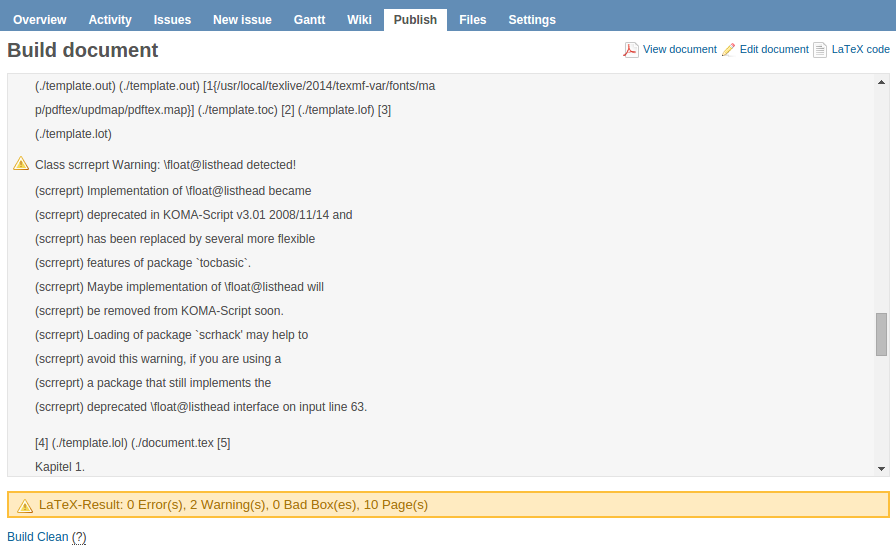 Overview Activity Issues New issue Gantt Wiki Publish Files Settings
Build document
View document Edit document LaTeX code
(./template.out) (./template.out) [1{/usr/local/texlive/2014/texmf-var/fonts/ma
p/pdftex/updmap/pdftex.map}] (./template.toc) [2] (./template.lof) [3]
(./template.lot)
Class scrreprt Warning: \float@listhead detected!
(scrreprt) Implementation of \float@listhead became
(scrreprt) deprecated in KOMA-Script v3.01 2008/11/14 and
(scrreprt) has been replaced by several more flexible
(scrreprt) features of package `tocbasic`.
(scrreprt) Maybe implementation of \float@listhead will
(scrreprt) be removed from KOMA-Script soon.
(scrreprt) Loading of package `scrhack' may help to
(scrreprt) avoid this warning, if you are using a
(scrreprt) a package that still implements the
(scrreprt) deprecated \float@listhead interface on input line 63.
[4] (./template.lol) (./document.tex [5]
Kapitel 1.
LaTeX-Result: 0 Error(s), 2 Warning(s), 0 Bad Box(es), 10 Page(s)
Build Clean (?)